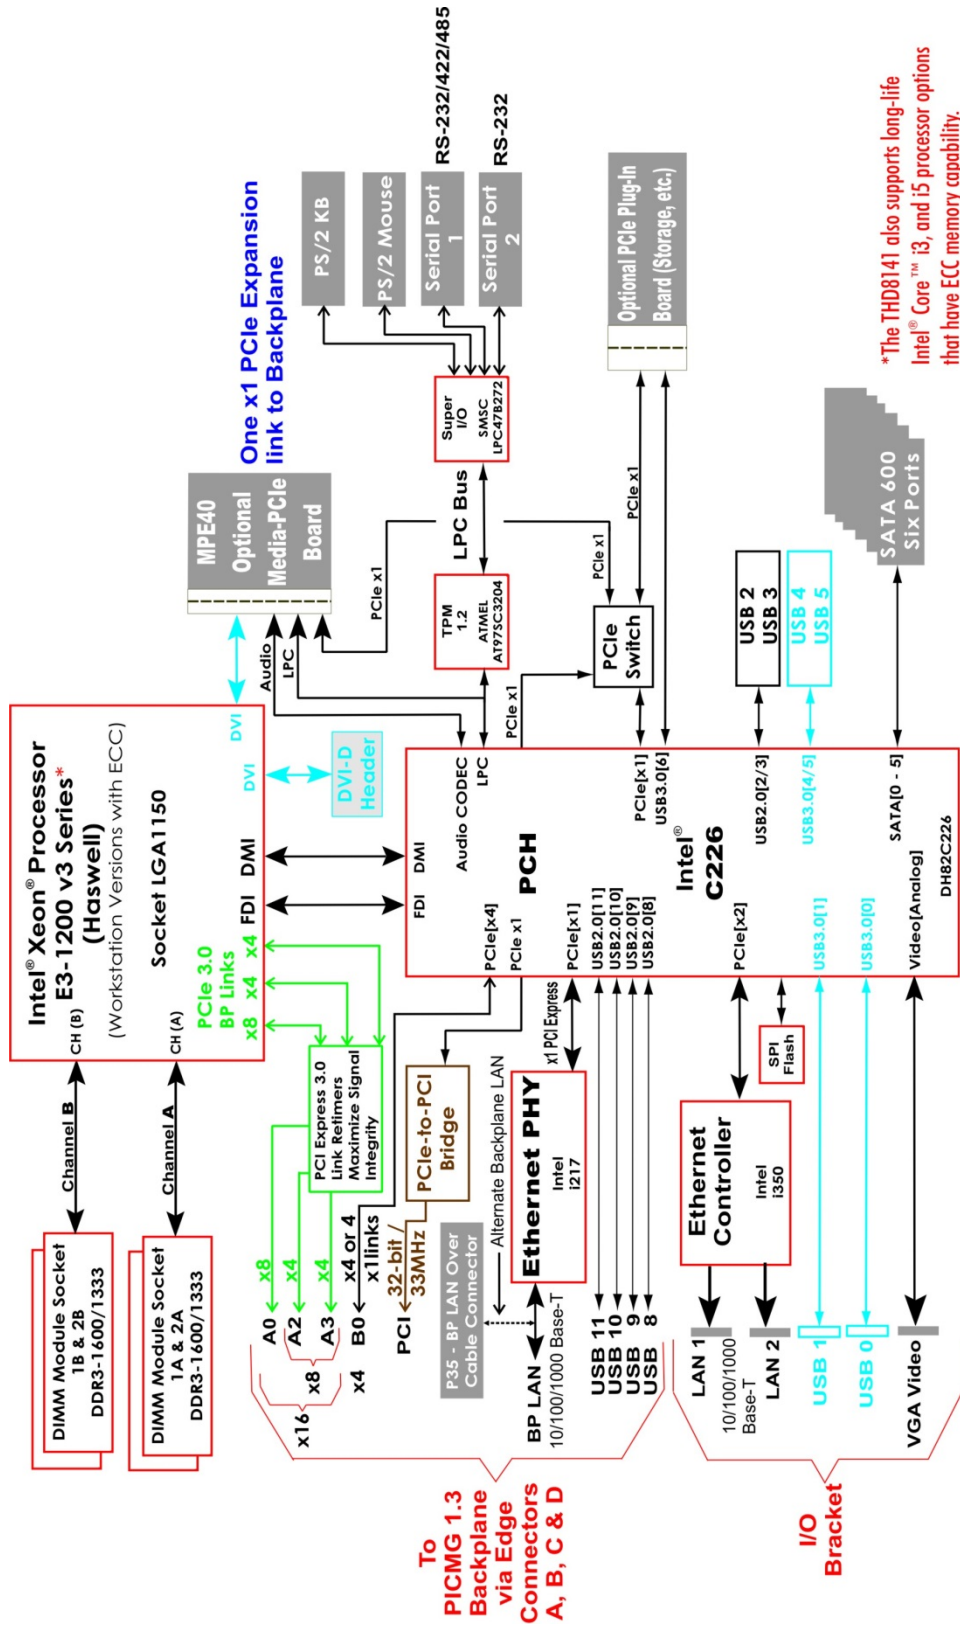 Intel® Xeon® Processor
E3-1200 v3 Series*
(Haswell)
(Workstation Versions with ECC)
Socket LGA1150
CH (B)
CH (A)
PCIe 3.0
BP Links
x8
x4
x4
FDI
DMI
DVI
DVI
Channel B
Channel A
DIMM Module Socket
1B & 2B
DDR3-1600/1333
DIMM Module Socket
1A & 2A
DDR3-1600/1333
DVI-D
Header
MPE40
Optional
Media-PCIe
Board
One x1 PCIe Expansion
link to Backplane
Audio
LPC
PCIe x1
PCI Express 3.0
Link Retimers
Maximize Signal
Integrity
x8
x4
x4
A0
A2
A3
B0
x8
x16
x4
x4 or 4
x1links
PCI
32-bit /
33MHz
PCIe-to-PCI
Bridge
PS/2 KB
PS/2 Mouse
Serial Port
1
RS-232/422/485
Serial Port
2
RS-232
Super
I/O
SMSC
LPC47B272
LPC Bus
TPM
1.2
ATMEL
AT97SC3204
PCIe x1
PCIe x1
PCIe
Switch
PCIe x1
Optional PCIe Plug-In
Board (Storage, etc.)
FDI
DMI
Audio CODEC
LPC
PCH
Intel®
C226
DH82C226
PCIe[x4]
PCIe x1
PCIe[x1]
USB2.0[11]
USB2.0[10]
USB2.0[9]
USB2.0[8]
PCIe[x2]
USB3.0[1]
USB3.0[0]
Video[Analog]
PCIe[x1]
USB3.0[6]
USB2.0[2/3]
USB3.0[4/5]
SATA[0 - 5]
USB 2
USB 3
USB 4
USB 5
SATA 600
Six Ports
x1 PCI Express
Ethernet PHY
Intel
i217
Alternate Backplane LAN
P35 - BP LAN Over
Cable Connector
BP LAN
10/100/1000 Base-T
USB 11
USB 10
USB 9
USB 8
SPI
Flash
Ethernet
Controller
Intel
i350
LAN 1
10/100/1000
Base-T
LAN 2
USB 1
USB 0
VGA Video
To
PICMG 1.3
Backplane
via Edge
Connectors
A, B, C & D
I/O
Bracket
*The THD8141 also supports long-life
Intel® Core™ i3, and i5 processor options
that have ECC memory capability.